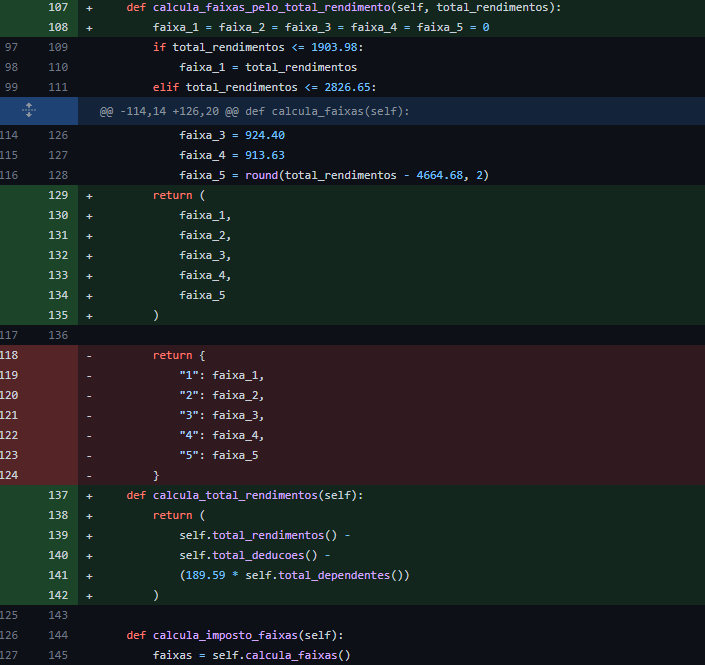 107 +     def calcula_faixas_pelo_total_rendimento(self, total_rendimentos):
108 +         faixa_1 = faixa_2 = faixa_3 = faixa_4 = faixa_5 = 0
97 109         if total_rendimentos <= 1903.98:
98 110             faixa_1 = total_rendimentos
99 111         elif total_rendimentos <= 2826.65:
@@ -114,14 +126,20 @@ def calcula_faixas(self):
114 126             faixa_3 = 924.40
115 127             faixa_4 = 913.63
116 128             faixa_5 = round(total_rendimentos - 4664.68, 2)
129 +         return (
130 +             faixa_1,
131 +             faixa_2,
132 +             faixa_3,
133 +             faixa_4,
134 +             faixa_5
135 +         )
117 136
118 -         return {
119 -             "1": faixa_1,
120 -             "2": faixa_2,
121 -             "3": faixa_3,
122 -             "4": faixa_4,
123 -             "5": faixa_5
124 -         }
137 +     def calcula_total_rendimentos(self):
138 +         return (
139 +             self.total_rendimentos() -
140 +             self.total_deducoes() -
141 +             (189.59 * self.total_dependentes())
142 +         )
125 143
126 144     def calcula_imposto_faixas(self):
127 145         faixas = self.calcula_faixas()